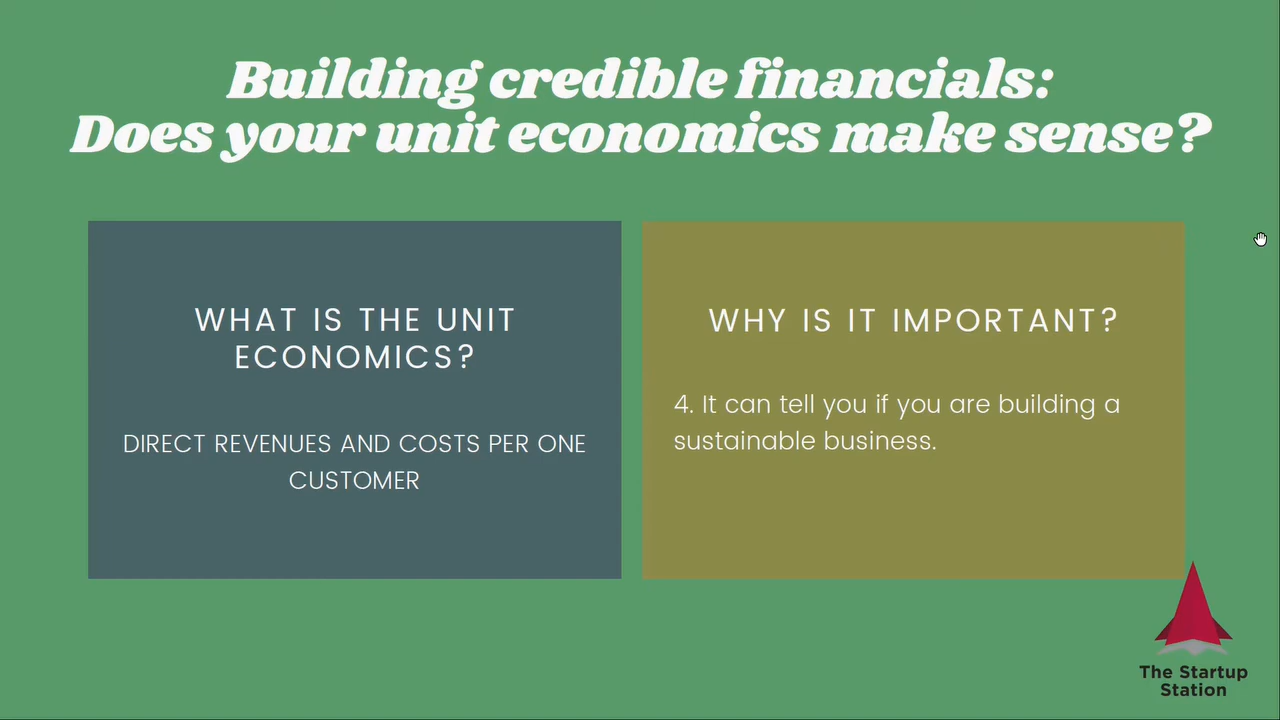 Building credible financials:
Does your unit economics make sense?
WHAT IS THE UNIT
ECONOMICS?
DIRECT REVENUES AND COSTS PER ONE
CUSTOMER
WHY IS IT IMPORTANT?
4. It can tell you if you are building a
sustainable business.
The Startup
Station